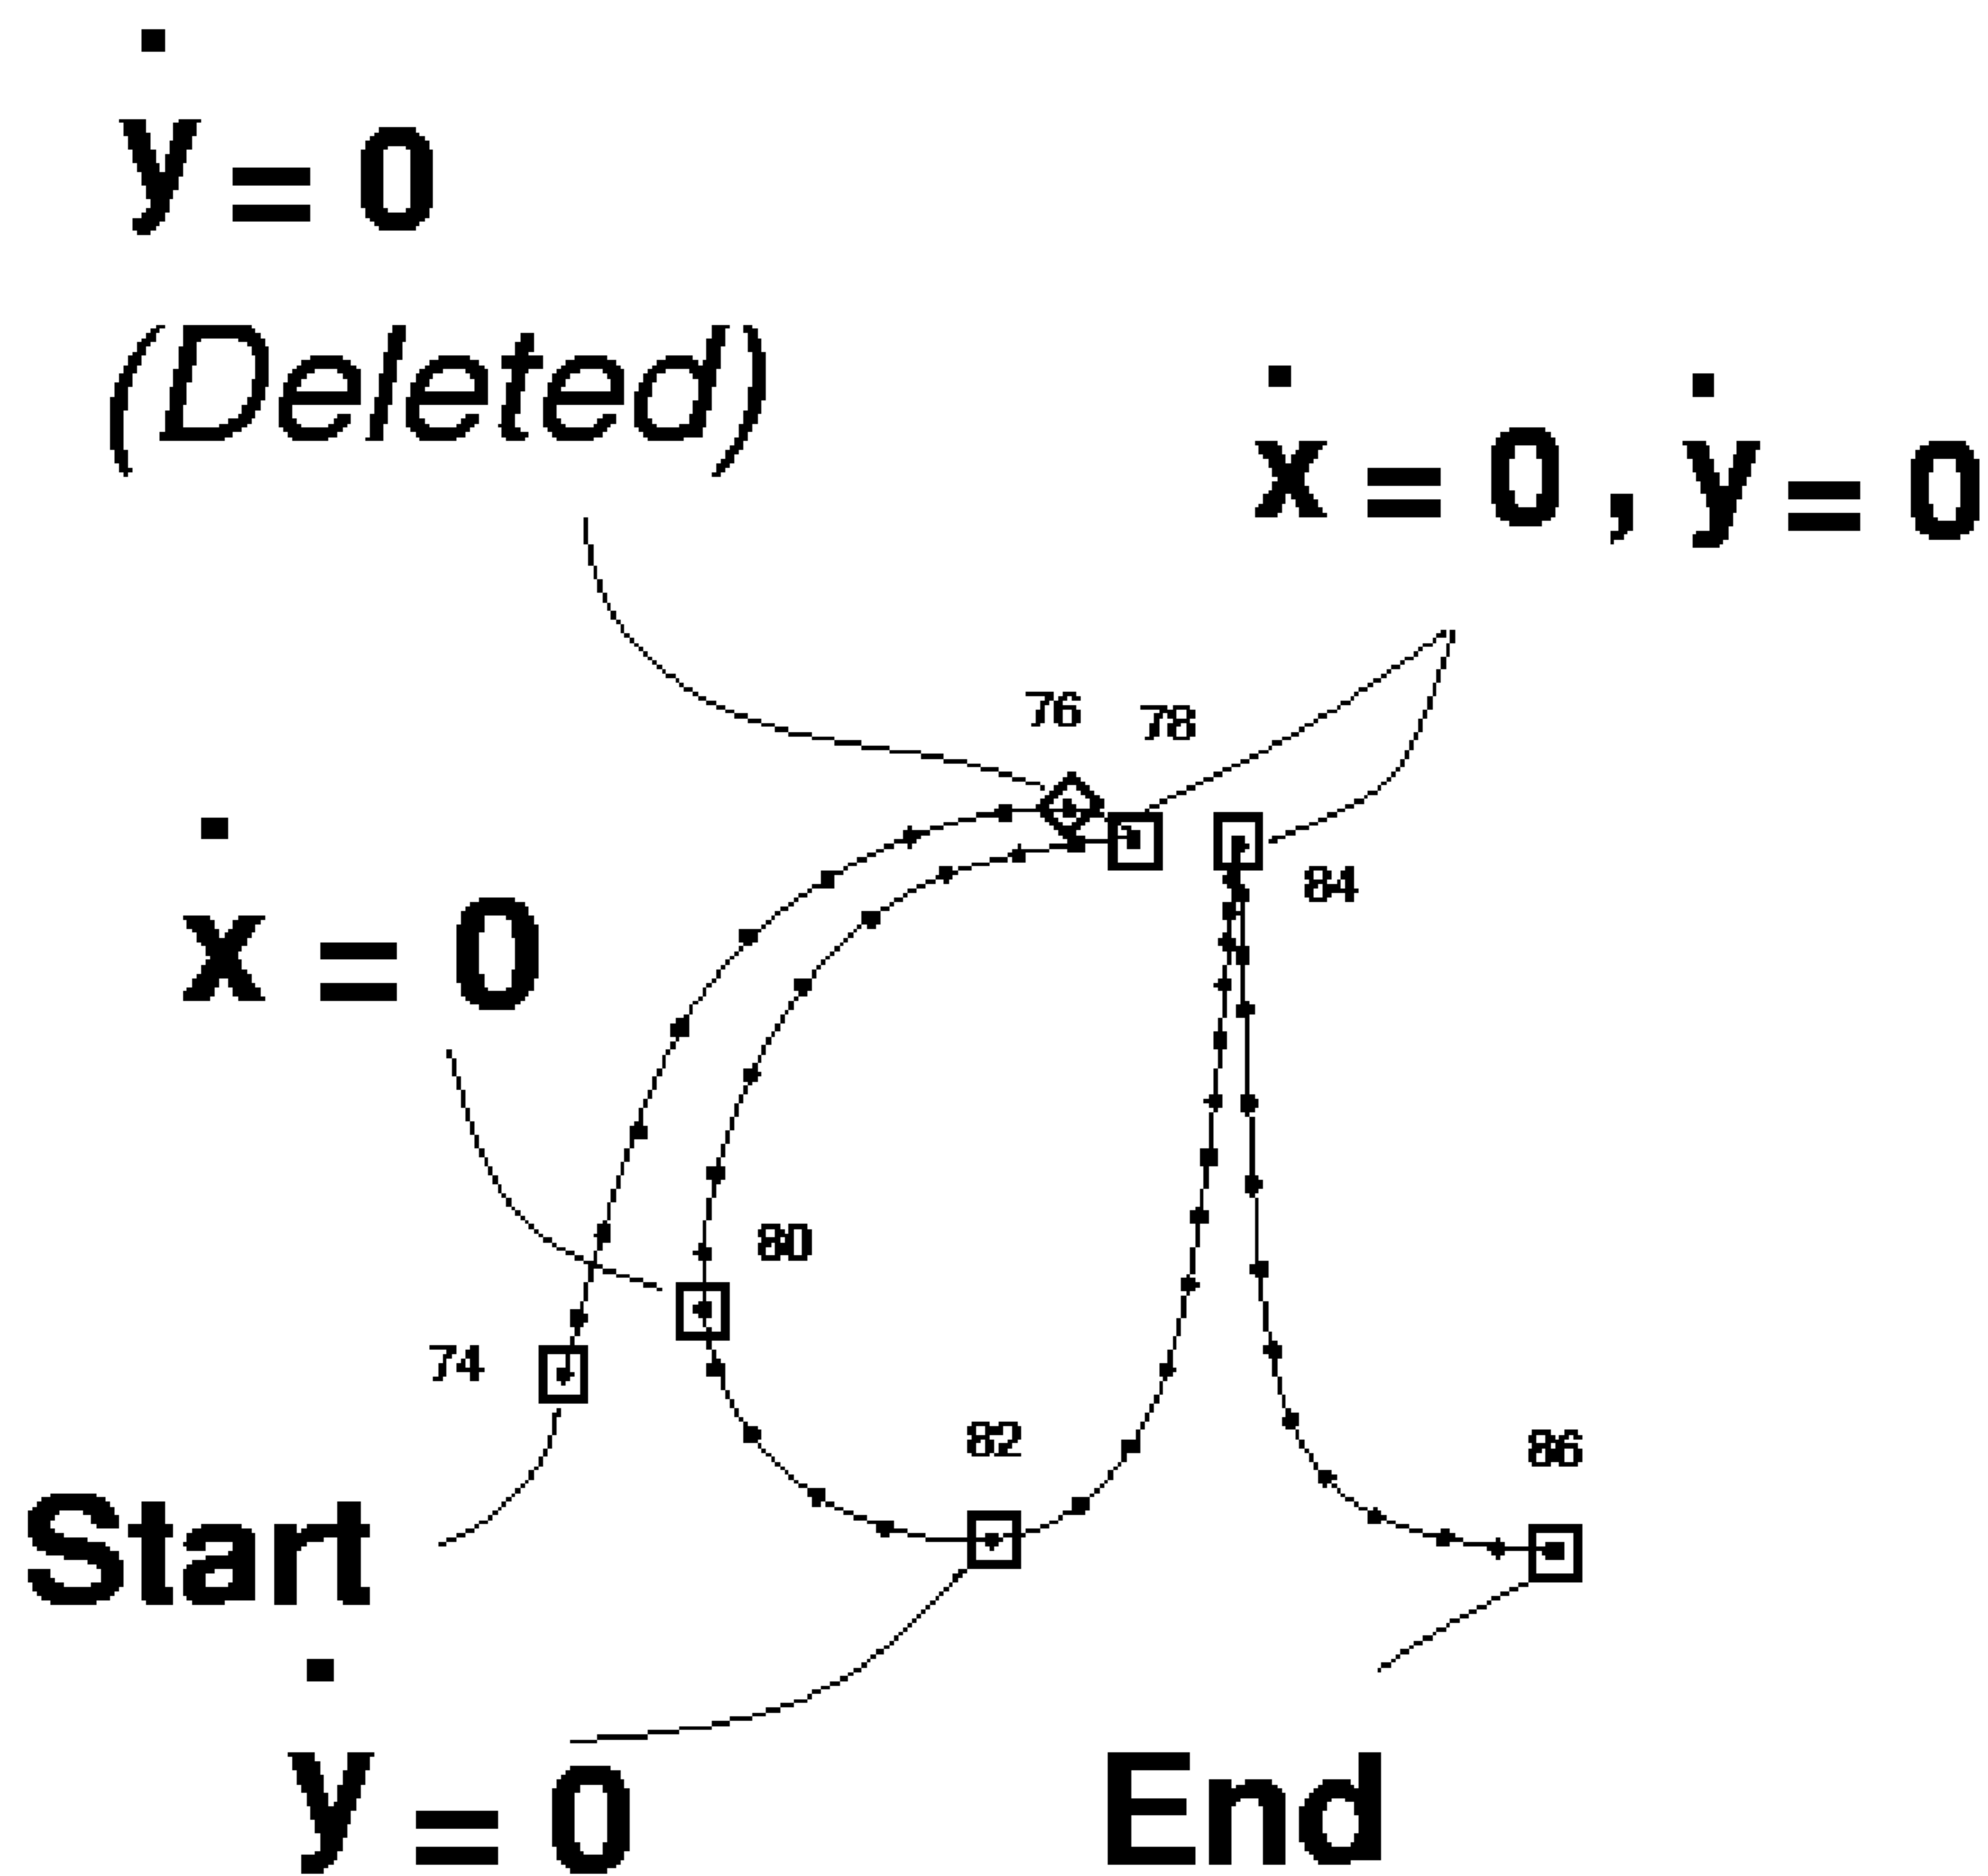 ẏ = 0
(Deleted)
ẋ = 0 , ẏ = 0
76
78
ẋ = 0
84
80
74
82
86
Start
ẏ = 0
End